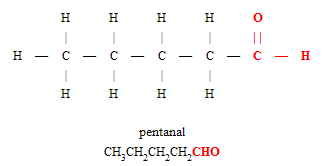 H H H H O
H — C — C — C — C — C — H
H H H H
pentanal
CH₃CH₂CH₂CH₂CHO